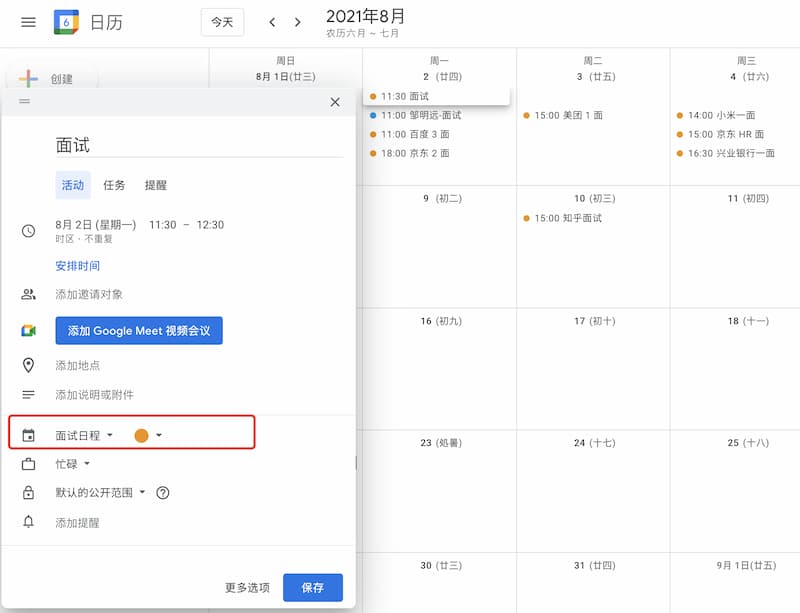 6 日历
今天
2021年8月
农历六月 ~ 七月
创建
周日
8月 1日(廿三)
周一
2 (廿四)
11:30 面试
11:00 邹明远-面试
11:00 百度 3 面
18:00 京东 2 面
周二
3 (廿五)
15:00 美团 1 面
周三
4 (廿六)
14:00 小米一面
15:00 京东 HR 面
16:30 兴业银行一面
面试
活动 任务 提醒
8月 2日 (星期一) 11:30 – 12:30
时区 · 不重复
安排时间
添加邀请对象
添加 Google Meet 视频会议
添加地点
添加说明或附件
面试日程
忙碌
默认的公开范围
添加提醒
更多选项 保存
9 (初二)
10 (初三)
15:00 知乎面试
11 (初四)
16 (初九)
17 (初十)
18 (十一)
23 (处暑)
24 (十七)
25 (十八)
30 (廿三)
31 (廿四)
9月 1日(廿五)